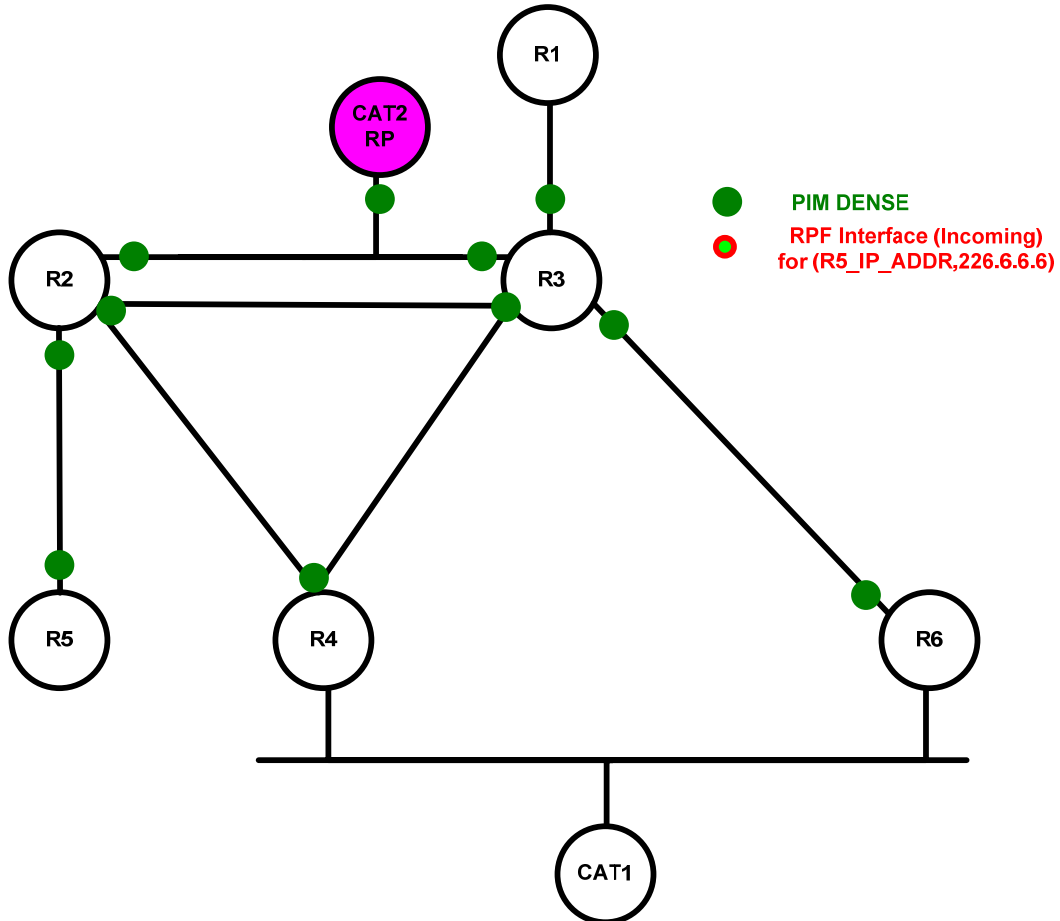 R1
CAT2
RP
PIM DENSE
RPF Interface (Incoming)
for (R5_IP_ADDR,226.6.6.6)
R2
R3
R5
R4
R6
CAT1